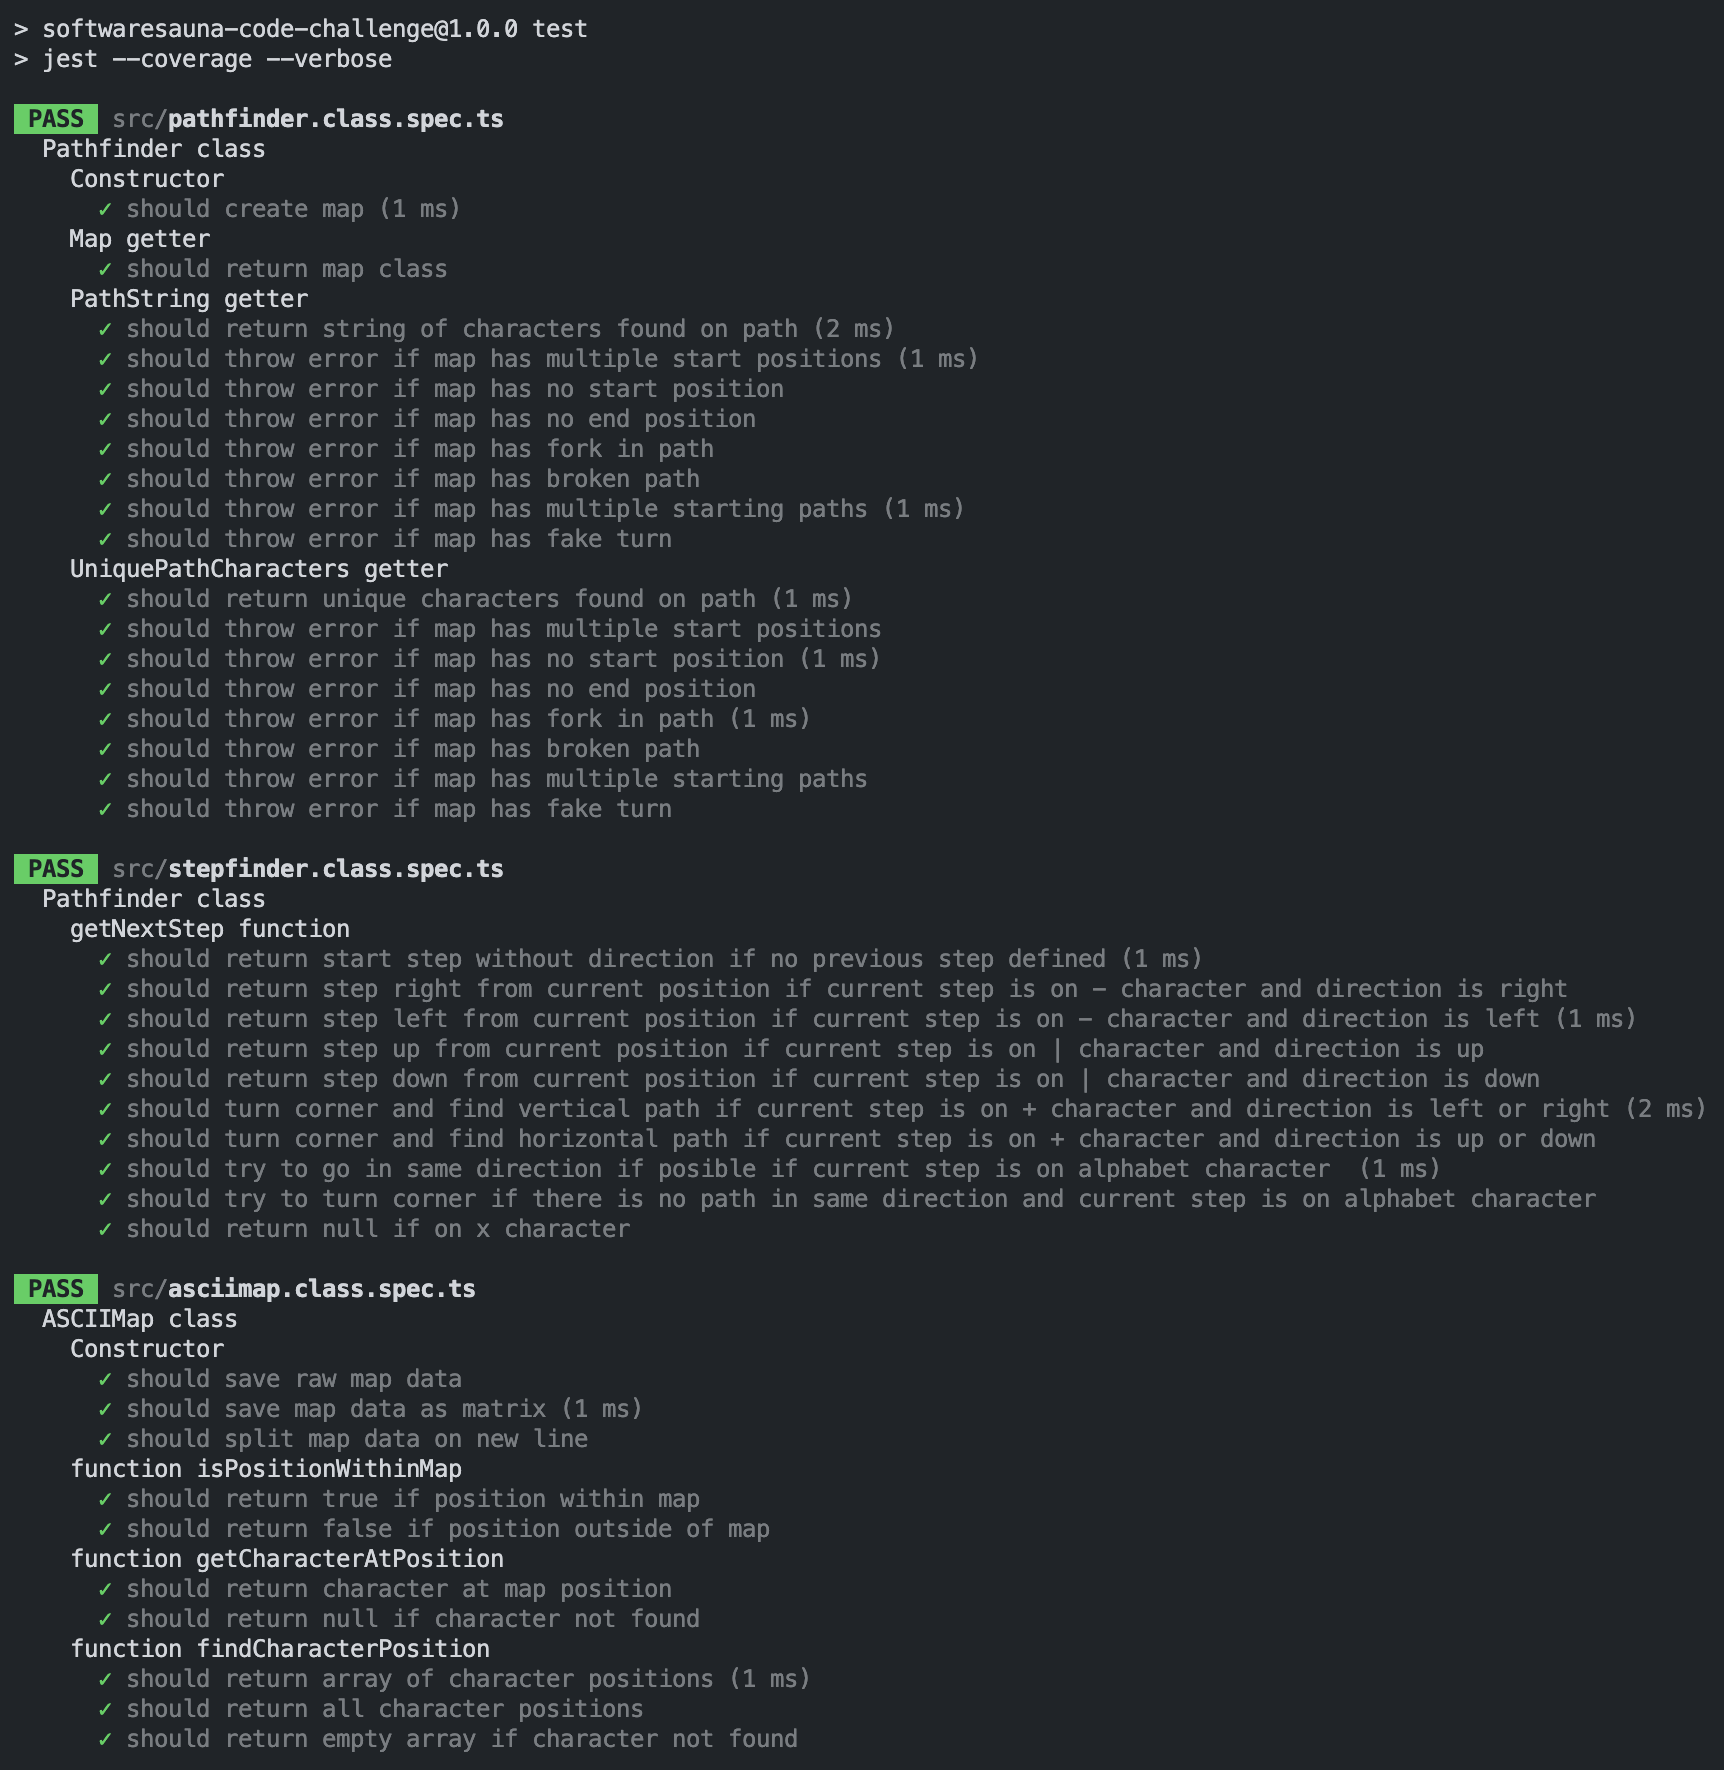 > softwaresauna-code-challenge@1.0.0 test
> jest --coverage --verbose
PASS src/pathfinder.class.spec.ts
Pathfinder class
Constructor
✓ should create map (1 ms)
Map getter
✓ should return map class
PathString getter
✓ should return string of characters found on path (2 ms)
✓ should throw error if map has multiple start positions (1 ms)
✓ should throw error if map has no start position
✓ should throw error if map has no end position
✓ should throw error if map has fork in path
✓ should throw error if map has broken path
✓ should throw error if map has multiple starting paths (1 ms)
✓ should throw error if map has fake turn
UniquePathCharacters getter
✓ should return unique characters found on path (1 ms)
✓ should throw error if map has multiple start positions
✓ should throw error if map has no start position (1 ms)
✓ should throw error if map has no end position
✓ should throw error if map has fork in path (1 ms)
✓ should throw error if map has broken path
✓ should throw error if map has multiple starting paths
✓ should throw error if map has fake turn
PASS src/stepfinder.class.spec.ts
Pathfinder class
getNextStep function
✓ should return start step without direction if no previous step defined (1 ms)
✓ should return step right from current position if current step is on - character and direction is right
✓ should return step left from current position if current step is on - character and direction is left (1 ms)
✓ should return step up from current position if current step is on | character and direction is up
✓ should return step down from current position if current step is on | character and direction is down
✓ should turn corner and find vertical path if current step is on + character and direction is left or right (2 ms)
✓ should turn corner and find horizontal path if current step is on + character and direction is up or down
✓ should try to go in same direction if posible if current step is on alphabet character  (1 ms)
✓ should try to turn corner if there is no path in same direction and current step is on alphabet character
✓ should return null if on x character
PASS src/asciimap.class.spec.ts
ASCIIMap class
Constructor
✓ should save raw map data
✓ should save map data as matrix (1 ms)
✓ should split map data on new line
function isPositionWithinMap
✓ should return true if position within map
✓ should return false if position outside of map
function getCharacterAtPosition
✓ should return character at map position
✓ should return null if character not found
function findCharacterPosition
✓ should return array of character positions (1 ms)
✓ should return all character positions
✓ should return empty array if character not found